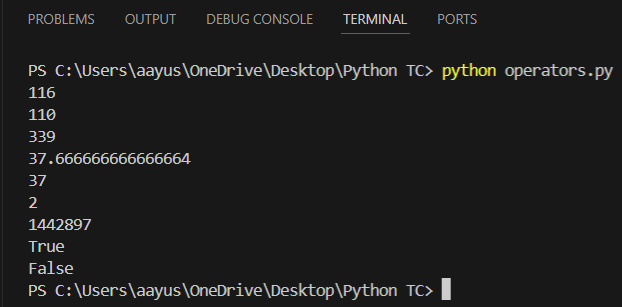 PROBLEMS OUTPUT DEBUG CONSOLE TERMINAL PORTS
PS C:\Users\aayus\OneDrive\Desktop\Python TC> python operators.py
116
110
339
37.666666666666664
37
2
1442897
True
False
PS C:\Users\aayus\OneDrive\Desktop\Python TC>